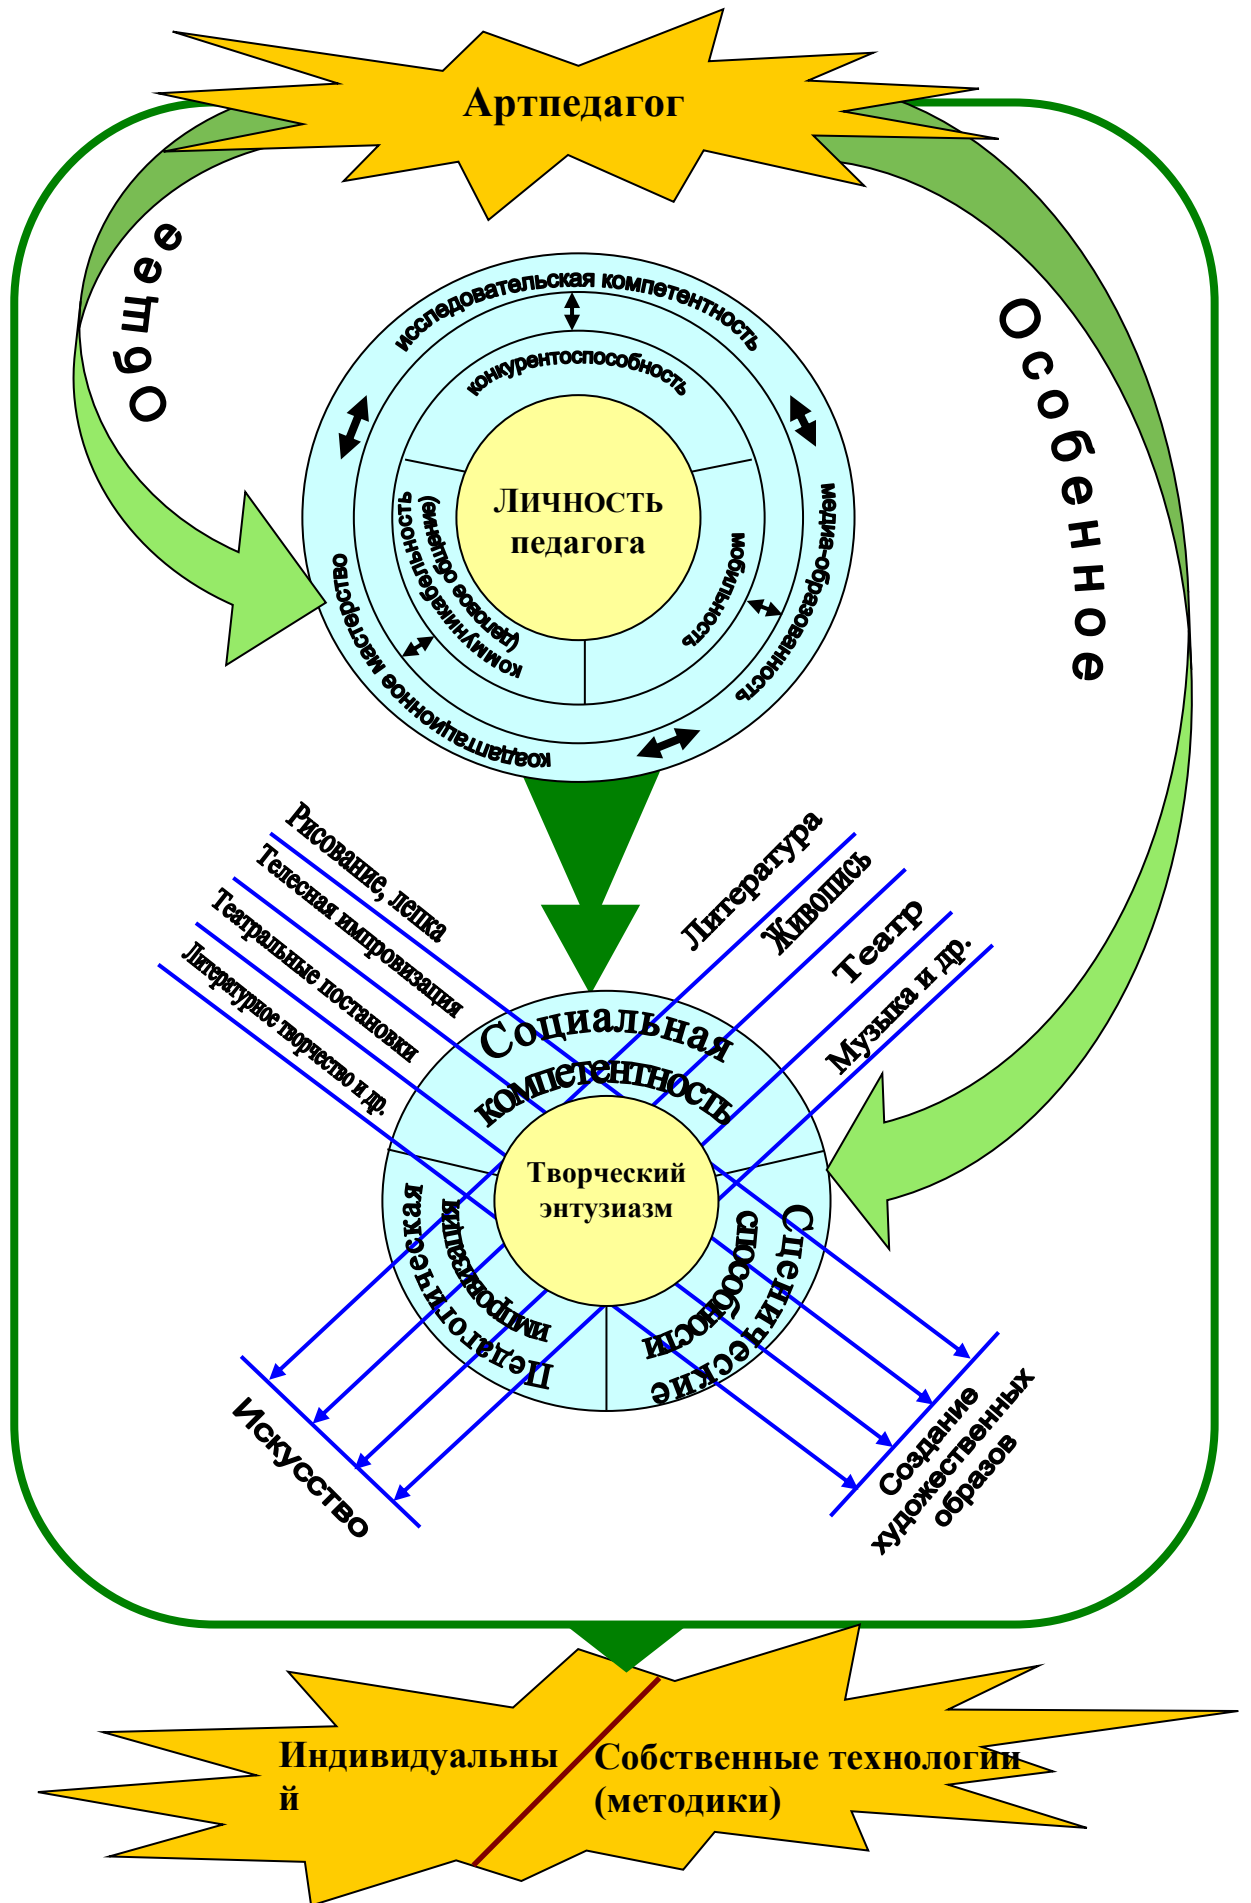 Артпедагог
Общее
Особенное
исследовательская компетентность
медиа-образованность
коадаптационное мастерство
конкурентоспособность
мобильность
коммуникабельность
(деловое общение)
Личность
педагога
Рисование, лепка
Телесная импровизация
Театральные постановки
Литературное творчество и др.
Литература
Живопись
Театр
Музыка и др.
Социальная
компетентность
Творческий
энтузиазм
Педагогическая
импровизация
Сценические
способности
Искусство
Создание
художественных
образов
Индивидуальны
й
Собственные технологии
(методики)